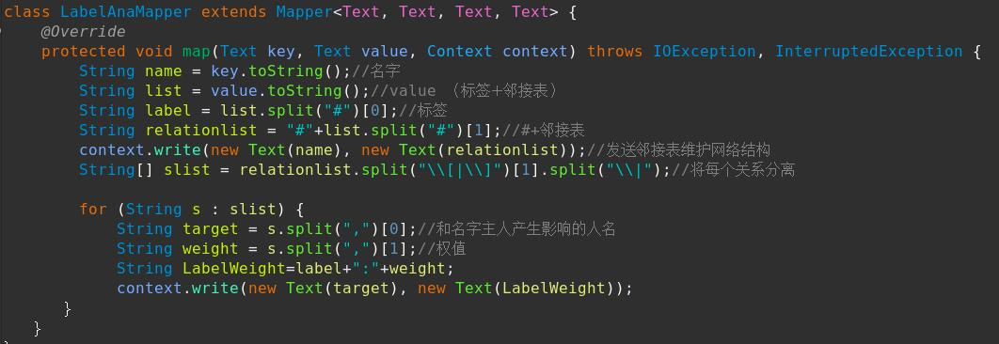 class LabelAnaMapper extends Mapper<Text, Text, Text, Text> {
    @Override
    protected void map(Text key, Text value, Context context) throws IOException, InterruptedException {
        String name = key.toString();//名字
        String list = value.toString();//value （标签+邻接表）
        String label = list.split("#")[0];//标签
        String relationlist = "#"+list.split("#")[1];//#+邻接表
        context.write(new Text(name), new Text(relationlist));//发送邻接表维护网络结构
        String[] slist = relationlist.split("\\[|\\]")[1].split("\\|");//将每个关系分离
        for (String s : slist) {
            String target = s.split(",")[0];//和名字主人产生影响的人名
            String weight = s.split(",")[1];//权值
            String LabelWeight=label+":"+weight;
            context.write(new Text(target), new Text(LabelWeight));
       }
   }